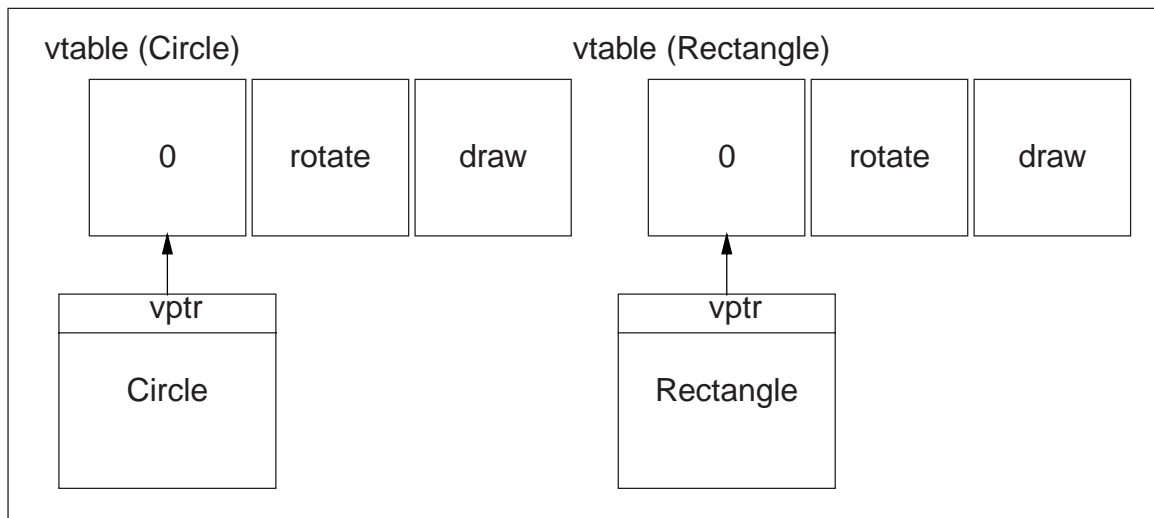 vtable (Circle) vtable (Rectangle)
0 rotate draw 0 rotate draw
vptr vptr
Circle Rectangle